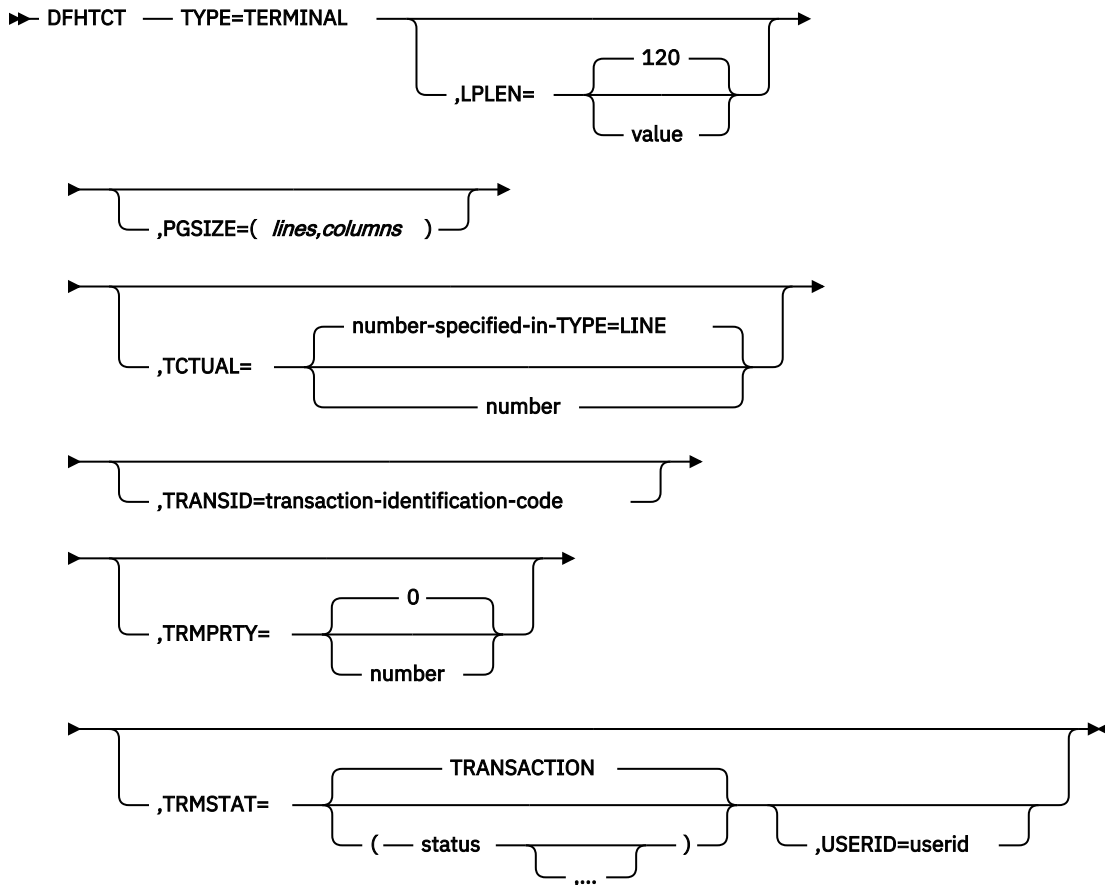 DFHTCT TYPE=TERMINAL
120
,LPLEN=
value
,PGSIZE=( lines,columns )
number-specified-in-TYPE=LINE
,TCTUAL=
number
,TRANSID=transaction-identification-code
0
,TRMPRTY=
number
TRANSACTION
,TRMSTAT=
( status )
,USERID=userid
,...